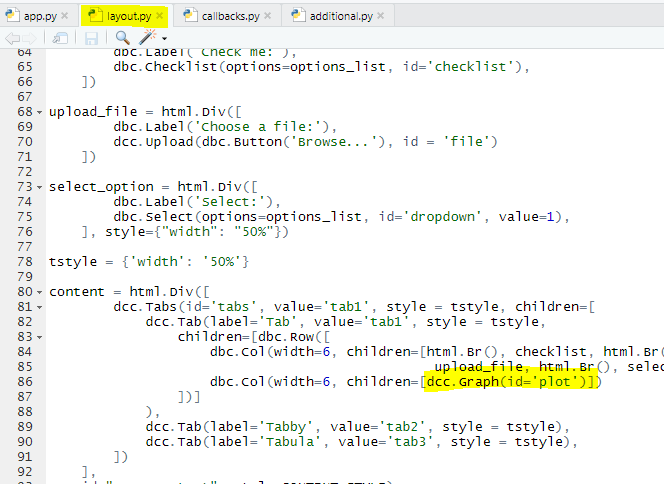 app.py × layout.py × callbacks.py × additional.py ×
64 dbc.Label('Check me:'),
65 dbc.Checklist(options=options_list, id='checklist'),
66 ])
67
68 upload_file = html.Div([
69 dbc.Label('Choose a file:'),
70 dcc.Upload(dbc.Button('Browse...'), id = 'file')
71 ])
72
73 select_option = html.Div([
74 dbc.Label('Select:'),
75 dbc.Select(options=options_list, id='dropdown', value=1),
76 ], style={"width": "50%"})
77
78 tstyle = {'width': '50%'}
79
80 content = html.Div([
81 dcc.Tabs(id='tabs', value='tab1', style = tstyle, children=[
82 dcc.Tab(label='Tab', value='tab1', style = tstyle,
83 children=[dbc.Row([
84 dbc.Col(width=6, children=[html.Br(), checklist, html.Br(
85 upload_file, html.Br(), selec
86 dbc.Col(width=6, children=[dcc.Graph(id='plot')])
87 ])]
88 ),
89 dcc.Tab(label='Tabby', value='tab2', style = tstyle),
90 dcc.Tab(label='Tabula', value='tab3', style = tstyle),
91 ])
92 ],